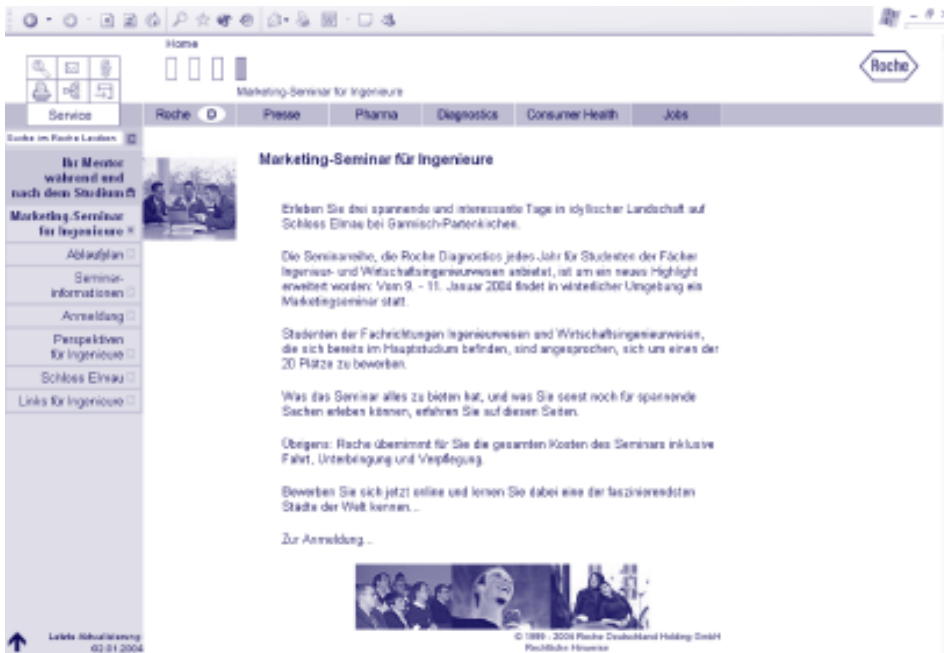 Home
Marketing-Seminar für Ingenieure
Roche
Service
Roche D Presse Pharma Diagnostics Consumer Health Jobs
Suche im Roche Lexikon
Ihr Mentor
während und
nach dem Studium
Marketing-Seminar
für Ingenieure
Ablaufplan
Seminar-
informationen
Anmeldung
Perspektiven
für Ingenieure
Schloss Elmau
Links für Ingenieure
Marketing-Seminar für Ingenieure
Erleben Sie drei spannende und interessante Tage in idyllischer Landschaft auf
Schloss Elmau bei Garmisch-Partenkirchen.
Die Seminarreihe, die Roche Diagnostics jedes Jahr für Studenten der Fächer
Ingenieur- und Wirtschaftsingenieurwesen anbietet, ist um ein neues Highlight
erweitert worden: Vom 9. – 11. Januar 2004 findet in winterlicher Umgebung ein
Marketingseminar statt.
Studenten der Fachrichtungen Ingenieurwesen und Wirtschaftsingenieurwesen,
die sich bereits im Hauptstudium befinden, sind angesprochen, sich um einen der
20 Plätze zu bewerben.
Was das Seminar alles zu bieten hat, und was Sie sonst noch für spannende
Sachen erleben können, erfahren Sie auf diesen Seiten.
Übrigens: Roche übernimmt für Sie die gesamten Kosten des Seminars inklusive
Fahrt, Unterbringung und Verpflegung.
Bewerben Sie sich jetzt online und lernen Sie dabei eine der faszinierendsten
Städte der Welt kennen...
Zur Anmeldung...
Letzte Aktualisierung
02.01.2004
© 1999 - 2004 Roche Deutschland Holding GmbH
Rechtliche Hinweise